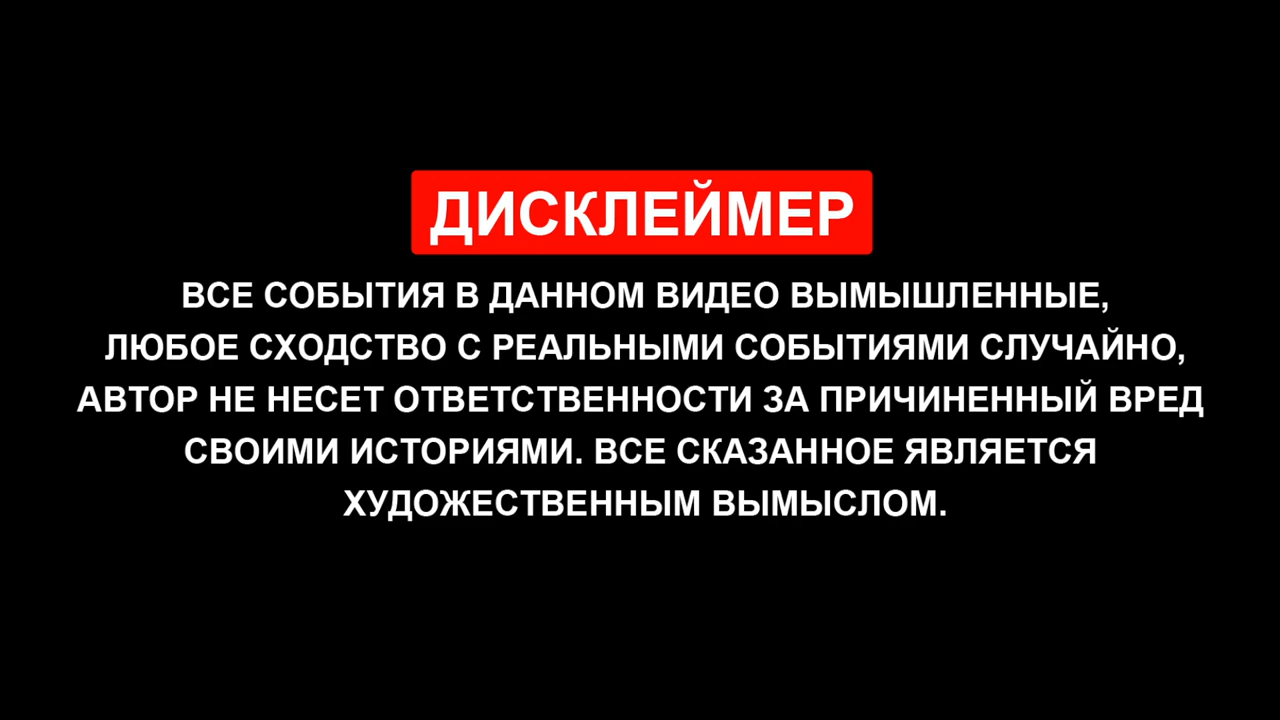 ДИСКЛЕЙМЕР
ВСЕ СОБЫТИЯ В ДАННОМ ВИДЕО ВЫМЫШЛЕННЫЕ,
ЛЮБОЕ СХОДСТВО С РЕАЛЬНЫМИ СОБЫТИЯМИ СЛУЧАЙНО,
АВТОР НЕ НЕСЕТ ОТВЕТСТВЕННОСТИ ЗА ПРИЧИНЕННЫЙ ВРЕД
СВОИМИ ИСТОРИЯМИ. ВСЕ СКАЗАННОЕ ЯВЛЯЕТСЯ
ХУДОЖЕСТВЕННЫМ ВЫМЫСЛОМ.